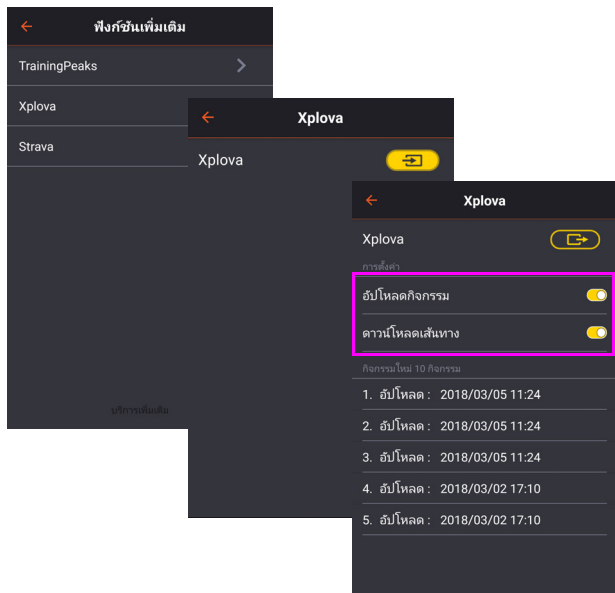 ฟังก์ชันเพิ่มเติม
TrainingPeaks
Xplova
Strava
บริการเพิ่มเติม
Xplova
Xplova
Xplova
Xplova
การตั้งค่า
อัปโหลดกิจกรรม
ดาวน์โหลดเส้นทาง
กิจกรรมใหม่ 10 กิจกรรม
1. อัปโหลด : 2018/03/05 11:24
2. อัปโหลด : 2018/03/05 11:24
3. อัปโหลด : 2018/03/05 11:24
4. อัปโหลด : 2018/03/02 17:10
5. อัปโหลด : 2018/03/02 17:10